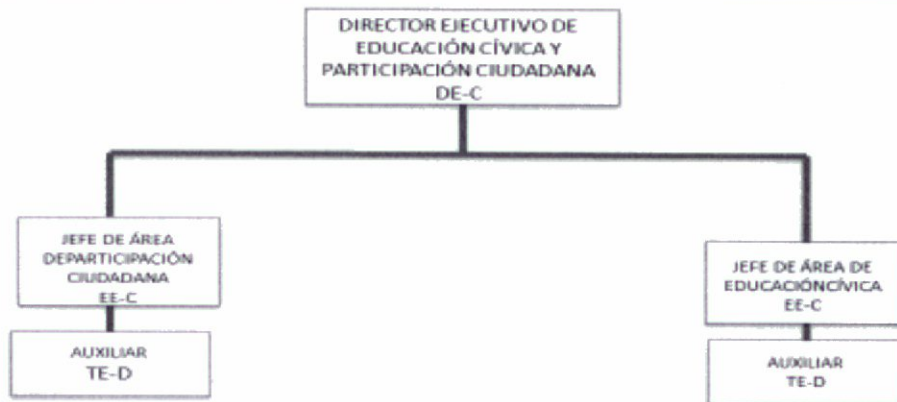 DIRECTOR EJECUTIVO DE
EDUCACIÓN CÍVICA Y
PARTICIPACIÓN CIUDADANA
DE-C
JEFE DE ÁREA
DEPARTICIPACIÓN
CIUDADANA
EE-C
AUXILIAR
TE-D
JEFE DE ÁREA DE
EDUCACIÓNCÍVICA
EE-C
AUXILIAR
TE-D